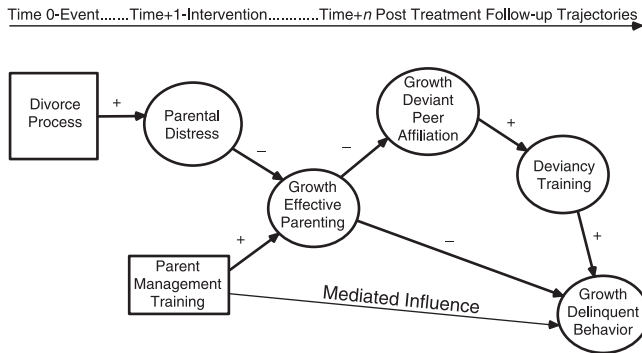 Time 0-Event.......Time+1-Intervention............Time+n Post Treatment Follow-up Trajectories
Divorce
Process
+
Parental
Distress
–
Growth
Effective
Parenting
–
Growth
Deviant
Peer
Affiliation
+
Deviancy
Training
+
Parent
Management
Training
+
–
Mediated Influence
Growth
Delinquent
Behavior